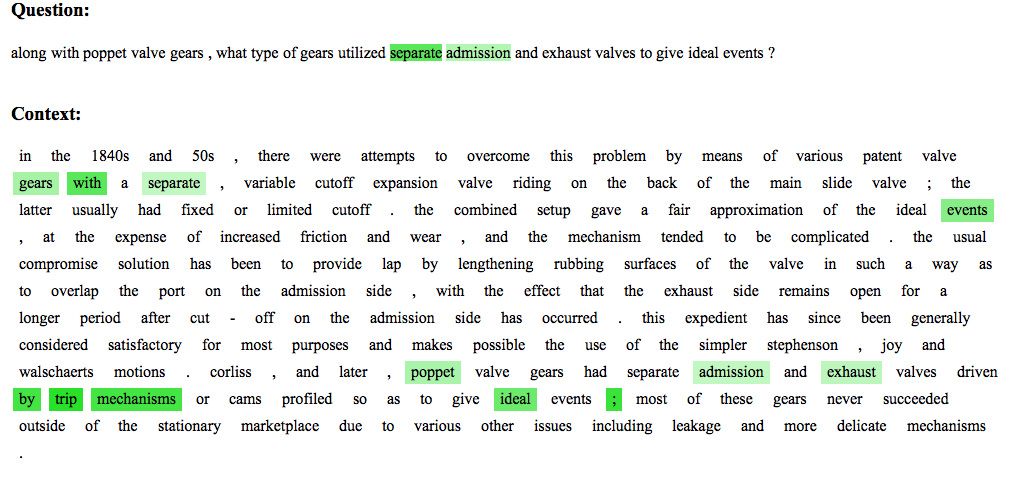 Question:
along with poppet valve gears , what type of gears utilized separate admission and exhaust valves to give ideal events ?
Context:
in the 1840s and 50s , there were attempts to overcome this problem by means of various patent valve
gears with a separate , variable cutoff expansion valve riding on the back of the main slide valve ; the
latter usually had fixed or limited cutoff . the combined setup gave a fair approximation of the ideal events
, at the expense of increased friction and wear , and the mechanism tended to be complicated . the usual
compromise solution has been to provide lap by lengthening rubbing surfaces of the valve in such a way as
to overlap the port on the admission side , with the effect that the exhaust side remains open for a
longer period after cut - off on the admission side has occurred . this expedient has since been generally
considered satisfactory for most purposes and makes possible the use of the simpler stephenson , joy and
walschaerts motions . corliss , and later , poppet valve gears had separate admission and exhaust valves driven
by trip mechanisms or cams profiled so as to give ideal events ; most of these gears never succeeded
outside of the stationary marketplace due to various other issues including leakage and more delicate mechanisms
.